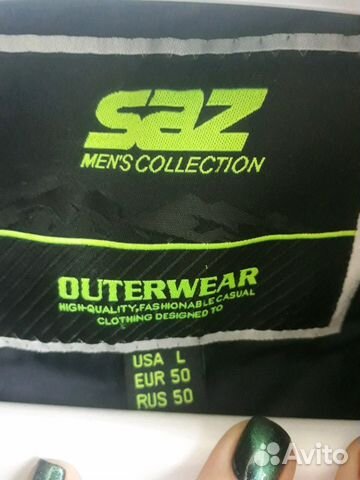 saz
MEN'S COLLECTION
OUTERWEAR
HIGH-QUALITY,FASHIONABLE CASUAL
CLOTHING DESIGNED TO
USA L
EUR 50
RUS 50
Avito